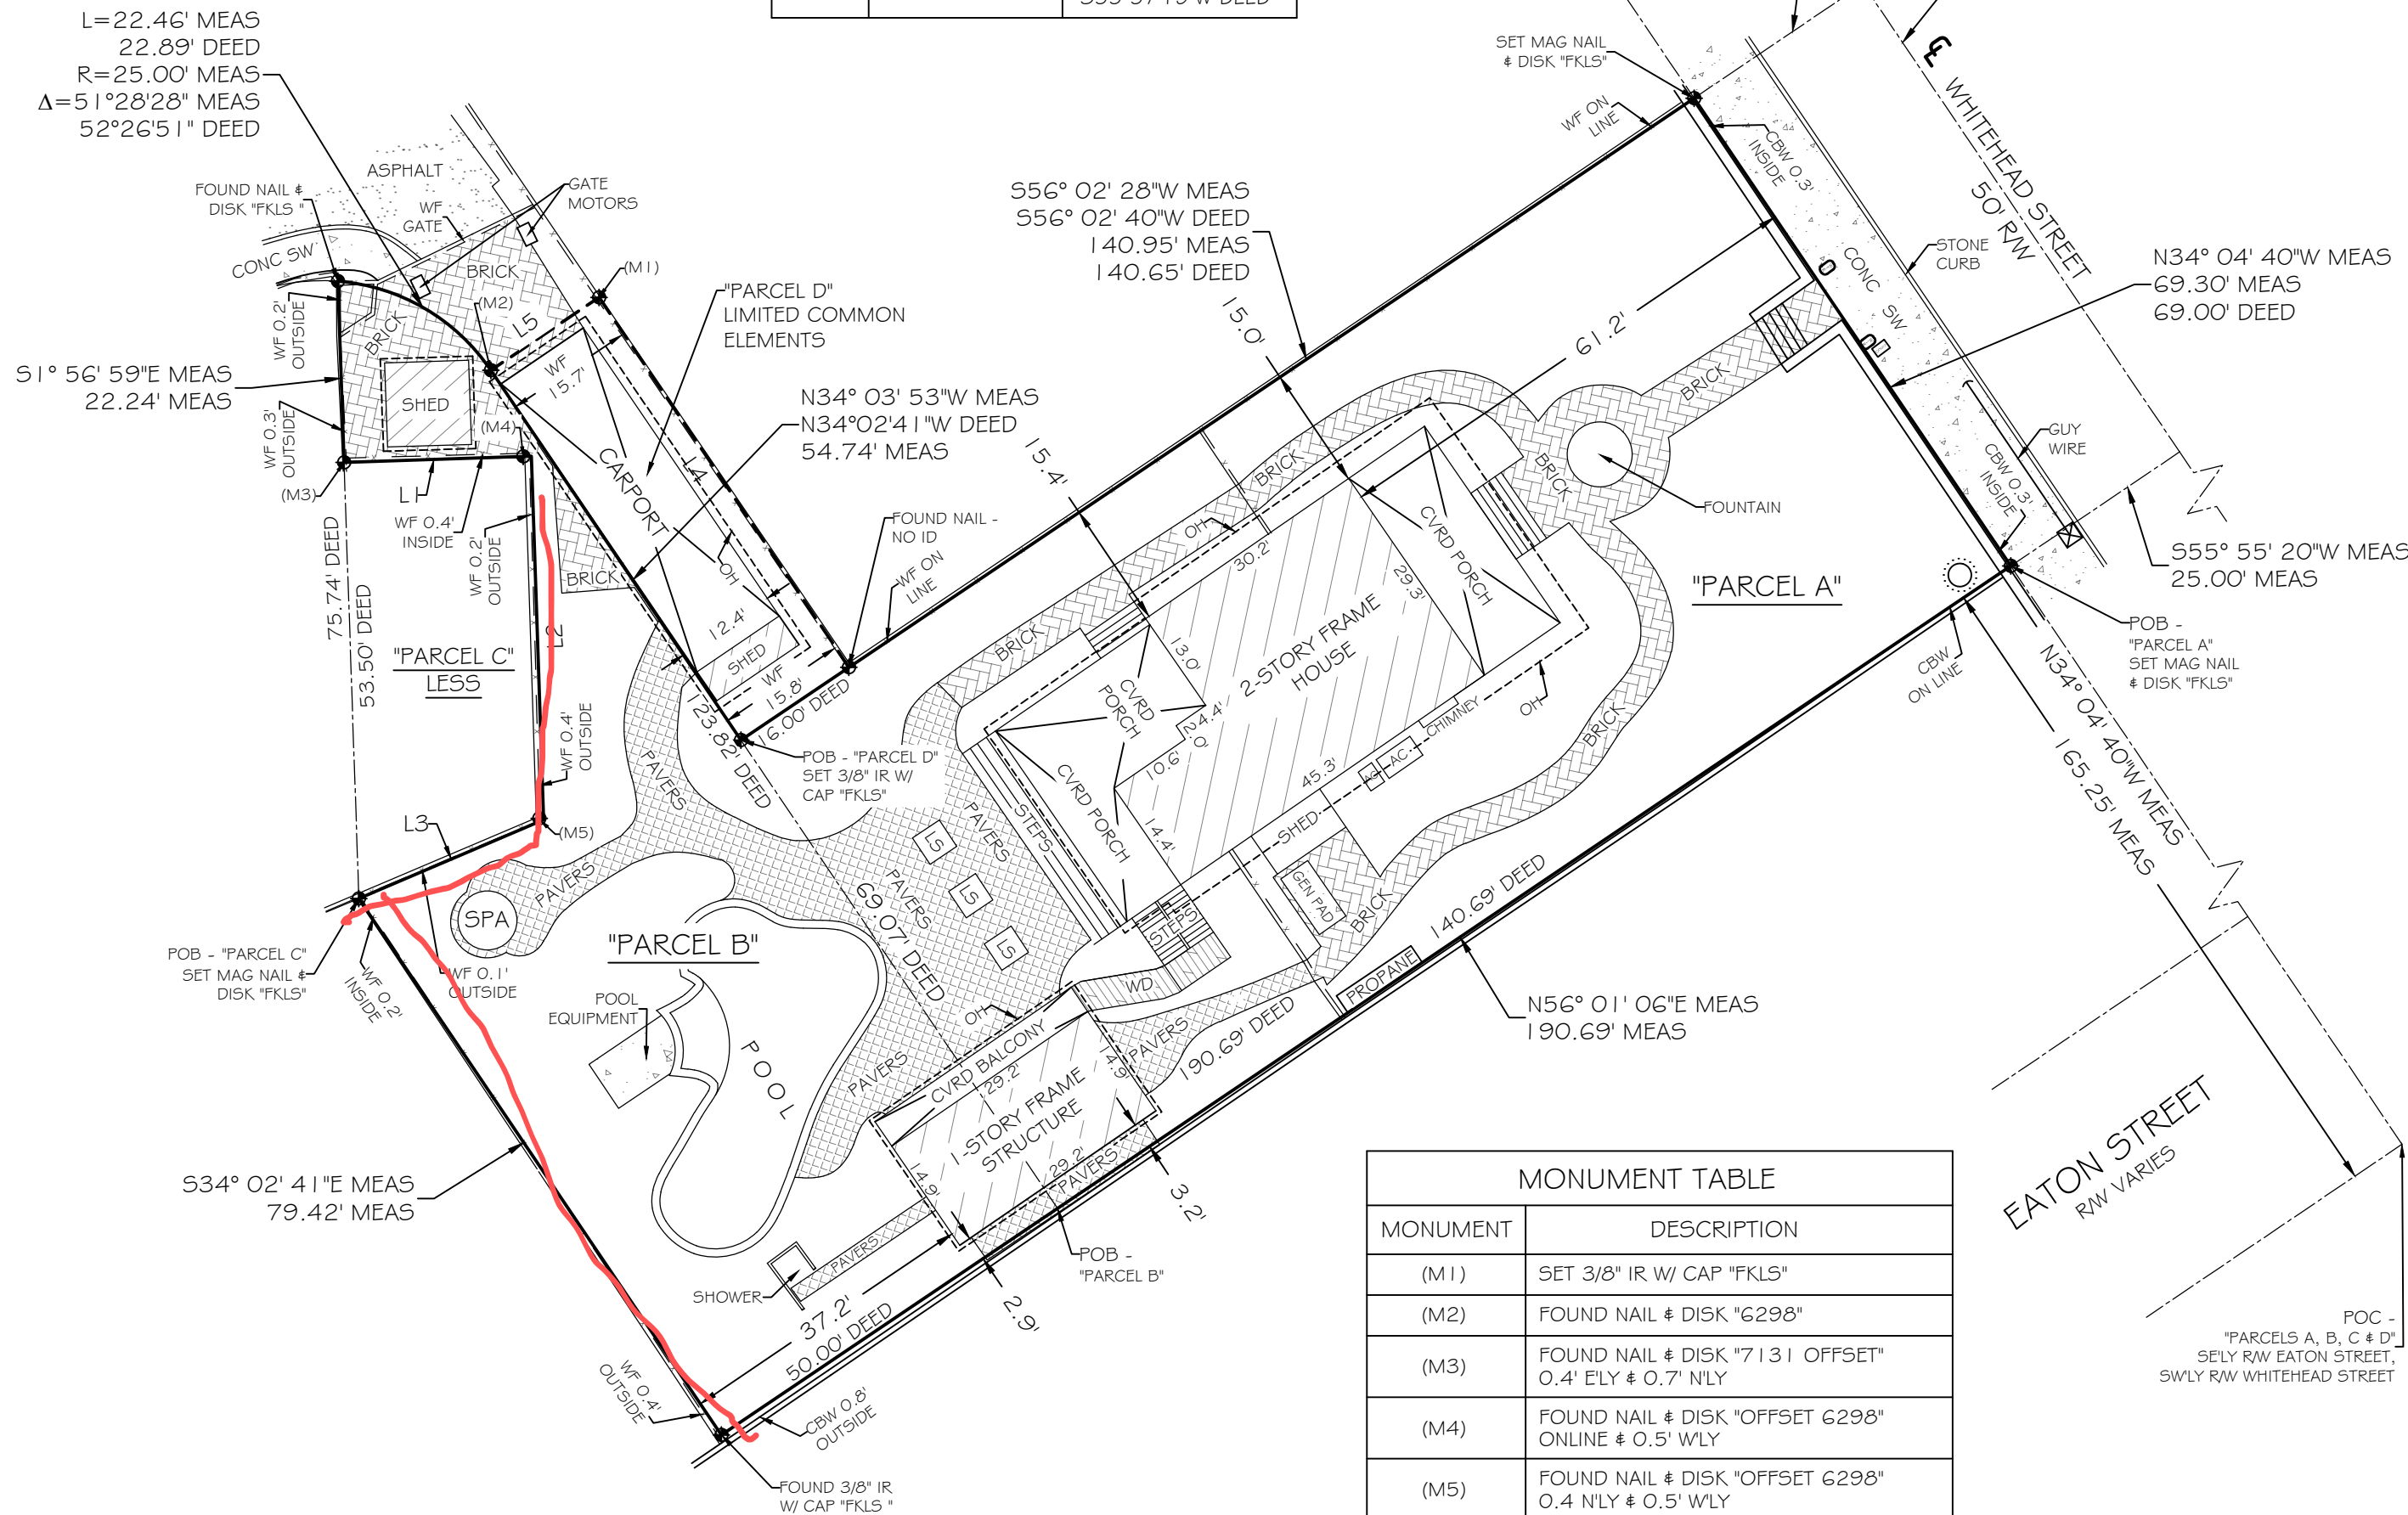 S55°57'15"W DEED
L=22.46' MEAS
22.89' DEED
R=25.00' MEAS
Δ=51°28'28" MEAS
52°26'51" DEED
FOUND NAIL &
DISK "FKLS "
ASPHALT
WF
GATE
GATE
MOTORS
CONC SW
BRICK
(M1)
(M2)
L5
"PARCEL D"
LIMITED COMMON
ELEMENTS
WF 0.2'
OUTSIDE
BRICK
SHED
WF
15.7'
S1° 56' 59"E MEAS
22.24' MEAS
WF 0.3'
OUTSIDE
(M3)
(M4)
L1
WF 0.4'
INSIDE
WF 0.2'
OUTSIDE
BRICK
CARPORT
L4
OH
N34° 03' 53"W MEAS
N34°02'41"W DEED
54.74' MEAS
75.74' DEED
53.50' DEED
"PARCEL C"
LESS
L2
WF 0.4'
OUTSIDE
12.4'
SHED
WF
15.8'
16.00' DEED
123.82' DEED
FOUND NAIL -
NO ID
WF ON
LINE
POB - "PARCEL D"
SET 3/8" IR W/
CAP "FKLS"
L3
(M5)
SET MAG NAIL
& DISK "FKLS"
WF ON
LINE
S56° 02' 28"W MEAS
S56° 02' 40"W DEED
140.95' MEAS
140.65' DEED
15.0'
15.4'
61.2'
CBW 0.3'
INSIDE
℄ WHITEHEAD STREET
50' R/W
STONE
CURB
CONC SW
N34° 04' 40"W MEAS
69.30' MEAS
69.00' DEED
GUY
WIRE
CBW 0.3'
INSIDE
S55° 55' 20"W MEAS
25.00' MEAS
BRICK
BRICK
BRICK
FOUNTAIN
"PARCEL A"
POB -
"PARCEL A"
SET MAG NAIL
& DISK "FKLS"
CBW
ON LINE
N34° 04' 40"W MEAS
165.25' MEAS
OH
30.2'
29.3'
CVRD PORCH
2-STORY FRAME
HOUSE
13.0'
CVRD
PORCH
24.4'
2.0'
10.6'
CVRD PORCH
14.4'
45.3'
AC
AC
CHIMNEY
OH
BRICK
BRICK
SHED
GEN PAD
BRICK
STEPS
STEPS
PAVERS
PAVERS
PAVERS
LS
LS
LS
69.07' DEED
PAVERS
SPA
"PARCEL B"
POB - "PARCEL C"
SET MAG NAIL &
DISK "FKLS"
WF 0.2'
INSIDE
WF 0.1'
OUTSIDE
POOL
EQUIPMENT
POOL
PAVERS
OH
CVRD BALCONY
29.2'
14.9'
1-STORY FRAME
STRUCTURE
14.9'
29.2'
PAVERS
WD
PAVERS
PROPANE
140.69' DEED
190.69' DEED
N56° 01' 06"E MEAS
190.69' MEAS
S34° 02' 41"E MEAS
79.42' MEAS
SHOWER
PAVERS
37.2'
50.00' DEED
2.9'
3.2'
POB -
"PARCEL B"
WF 0.4'
OUTSIDE
CBW 0.8'
OUTSIDE
FOUND 3/8" IR
W/ CAP "FKLS "
EATON STREET
R/W VARIES
POC -
"PARCELS A, B, C & D"
SE'LY R/W EATON STREET,
SW'LY R/W WHITEHEAD STREET
MONUMENT TABLE
MONUMENT DESCRIPTION
(M1) SET 3/8" IR W/ CAP "FKLS"
(M2) FOUND NAIL & DISK "6298"
(M3) FOUND NAIL & DISK "7131 OFFSET"
0.4' E'LY & 0.7' N'LY
(M4) FOUND NAIL & DISK "OFFSET 6298"
ONLINE & 0.5' W'LY
(M5) FOUND NAIL & DISK "OFFSET 6298"
0.4 N'LY & 0.5' W'LY